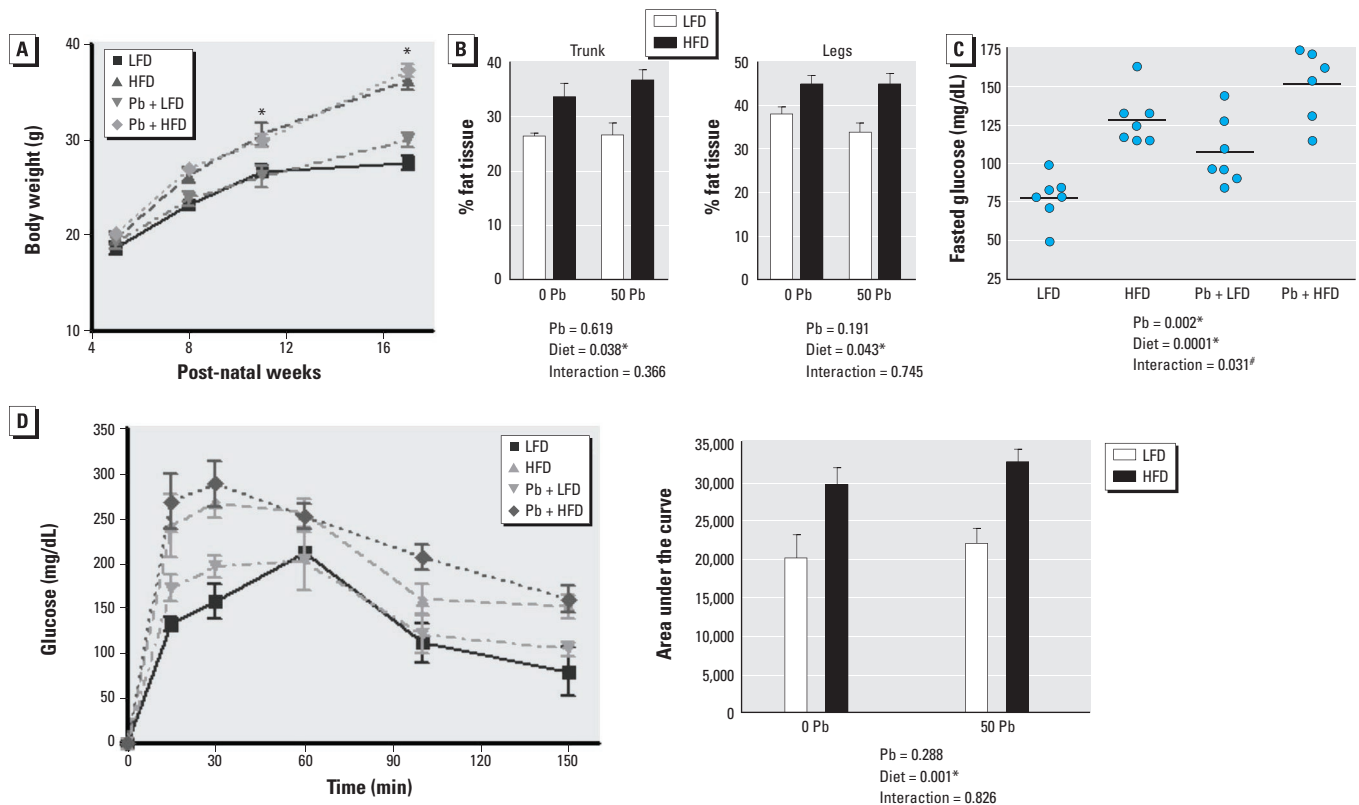 A
Body weight (g)
40
30
20
10
4
8
12
16
Post-natal weeks
LFD
HFD
Pb + LFD
Pb + HFD
*
*
B
LFD
HFD
Trunk
% fat tissue
40
30
20
10
0
0 Pb
50 Pb
Pb = 0.619
Diet = 0.038*
Interaction = 0.366
Legs
% fat tissue
50
40
30
20
10
0
0 Pb
50 Pb
Pb = 0.191
Diet = 0.043*
Interaction = 0.745
C
Fasted glucose (mg/dL)
175
150
125
100
75
50
25
LFD
HFD
Pb + LFD
Pb + HFD
Pb = 0.002*
Diet = 0.0001*
Interaction = 0.031#
D
Glucose (mg/dL)
350
300
250
200
150
100
50
0
0
30
60
90
120
150
Time (min)
LFD
HFD
Pb + LFD
Pb + HFD
Area under the curve
35,000
30,000
25,000
20,000
15,000
10,000
5,000
0
0 Pb
50 Pb
LFD
HFD
Pb = 0.288
Diet = 0.001*
Interaction = 0.826